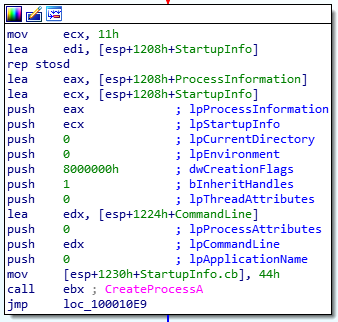 mov ecx, 11h
lea edi, [esp+1208h+StartupInfo]
rep stosd
lea eax, [esp+1208h+ProcessInformation]
lea ecx, [esp+1208h+StartupInfo]
push eax ; lpProcessInformation
push ecx ; lpStartupInfo
push 0 ; lpCurrentDirectory
push 0 ; lpEnvironment
push 8000000h ; dwCreationFlags
push 1 ; bInheritHandles
push 0 ; lpThreadAttributes
lea edx, [esp+1224h+CommandLine]
push 0 ; lpProcessAttributes
push edx ; lpCommandLine
push 0 ; lpApplicationName
mov [esp+1230h+StartupInfo.cb], 44h
call ebx ; CreateProcessA
jmp loc_100010E9